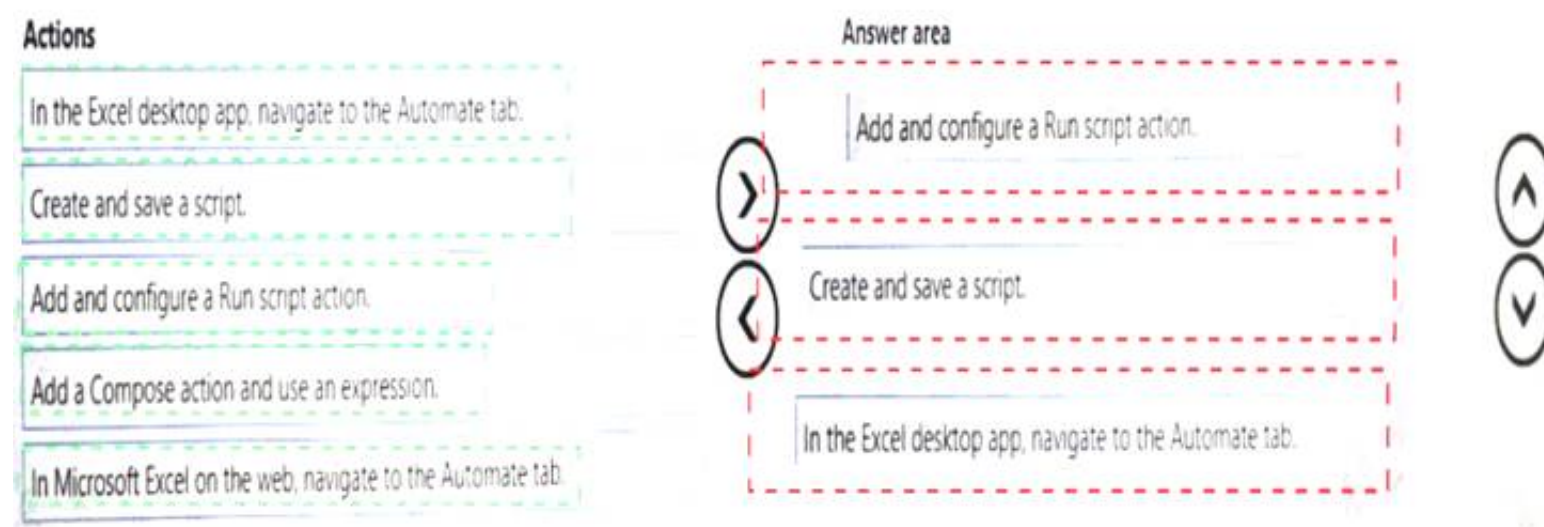 Actions
In the Excel desktop app, navigate to the Automate tab.
Create and save a script.
Add and configure a Run script action.
Add a Compose action and use an expression.
In Microsoft Excel on the web, navigate to the Automate tab.
Answer area
Add and configure a Run script action.
Create and save a script.
In the Excel desktop app, navigate to the Automate tab.